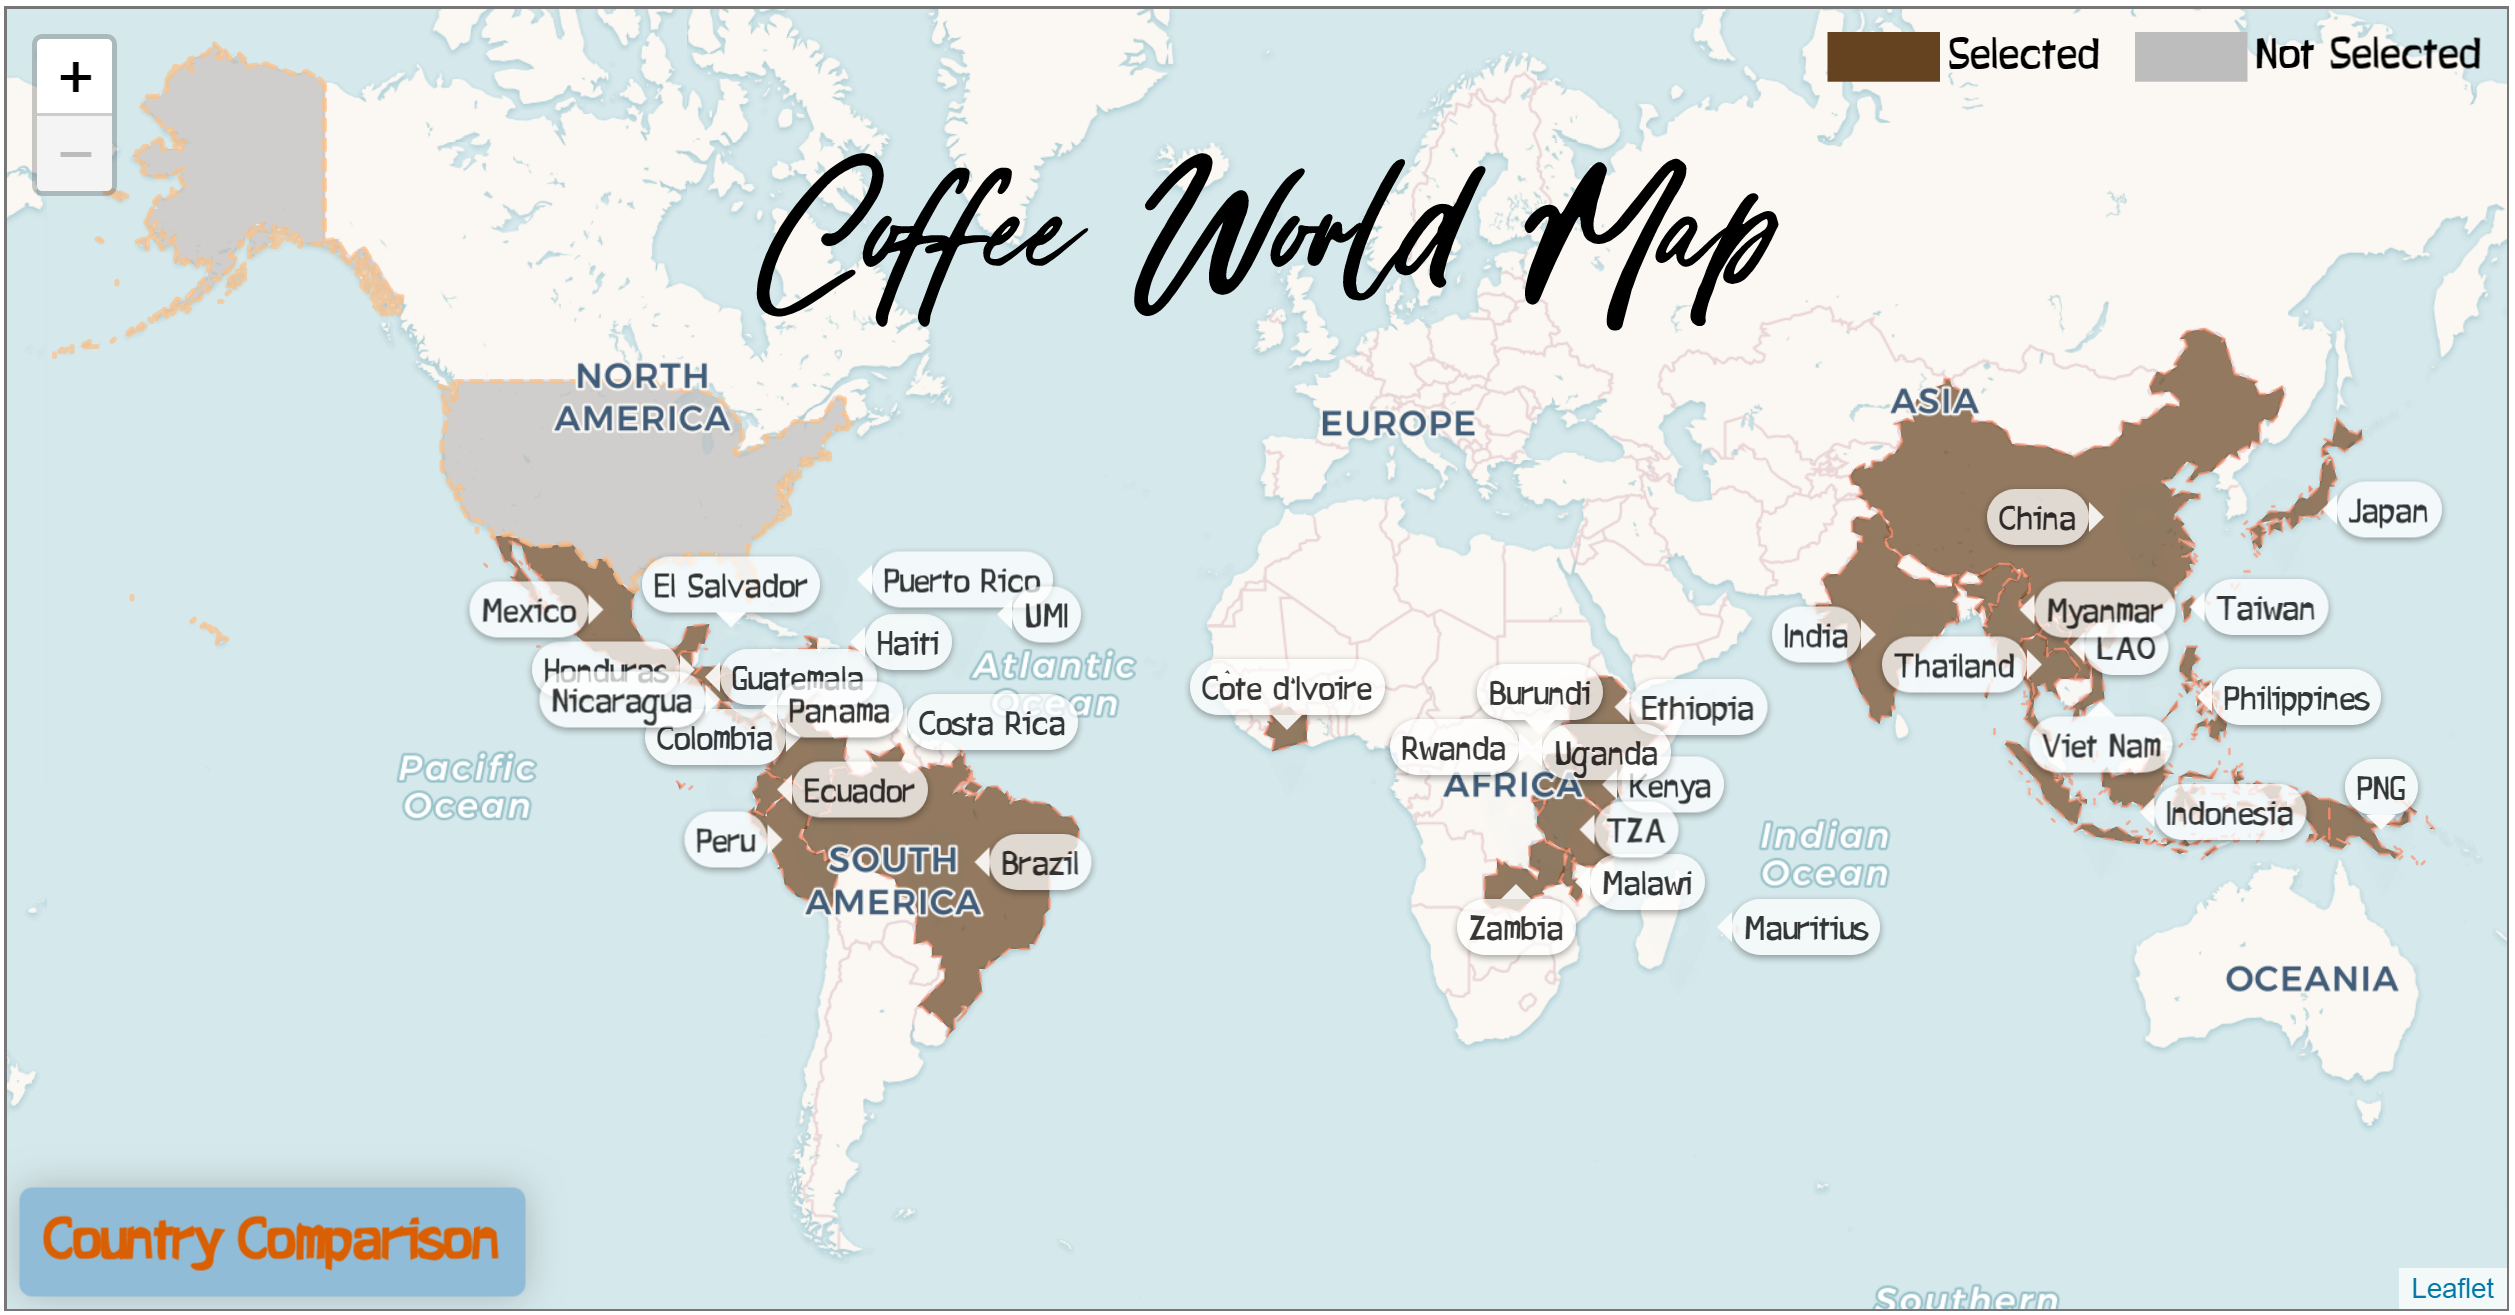 +
−
Selected
Not Selected
Coffee World Map
NORTH
AMERICA
EUROPE
ASIA
China
Japan
El Salvador
Puerto Rico
UMI
Mexico
Haiti
Myanmar
Taiwan
India
LAO
Thailand
Honduras
Guatemala
Atlantic
Ocean
Nicaragua
Panama
Costa Rica
Colombia
Côte d'Ivoire
Burundi
Ethiopia
Philippines
Rwanda
Uganda
Viet Nam
Pacific
Ocean
Ecuador
AFRICA
Kenya
PNG
Indonesia
Peru
TZA
Indian
Ocean
SOUTH
AMERICA
Brazil
Malawi
Zambia
Mauritius
OCEANIA
Country Comparison
Leaflet
Southern